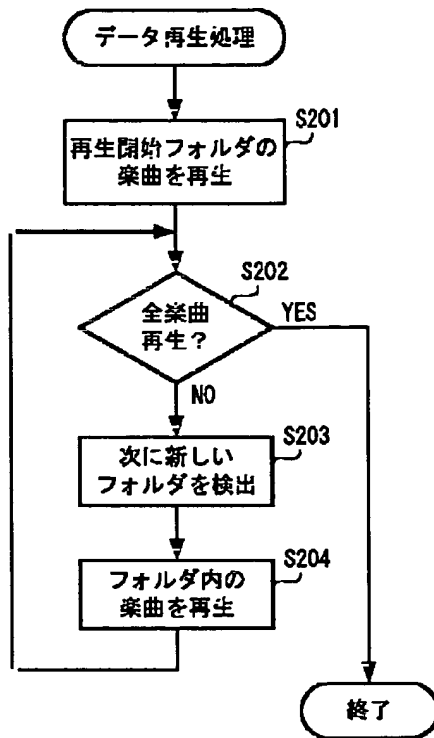 データ再生処理
S201
再生開始フォルダの
楽曲を再生
S202
全楽曲
再生？
YES
NO
S203
次に新しい
フォルダを検出
S204
フォルダ内の
楽曲を再生
終了